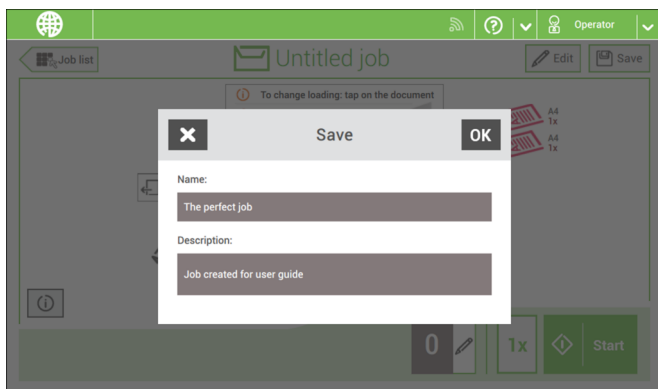 Operator
Job list
Untitled job
Edit
Save
To change loading: tap on the document
A4
1x
A4
1x
Save
OK
Name:
The perfect job
Description:
Job created for user guide
0
1x
Start